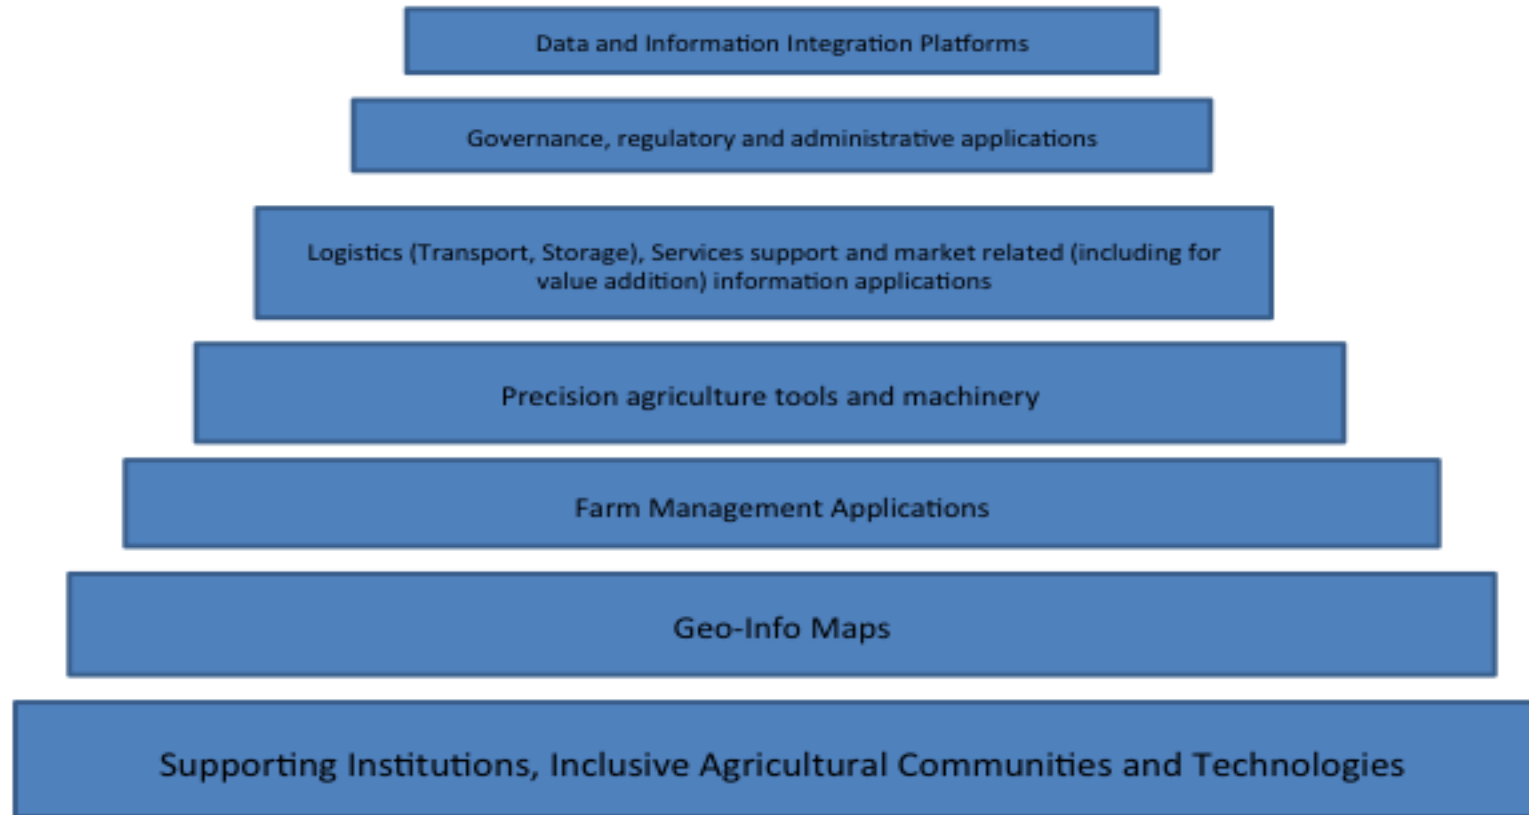 Data and Information Integration Platforms
Governance, regulatory and administrative applications
Logistics (Transport, Storage), Services support and market related (including for
value addition) information applications
Precision agriculture tools and machinery
Farm Management Applications
Geo-Info Maps
Supporting Institutions, Inclusive Agricultural Communities and Technologies